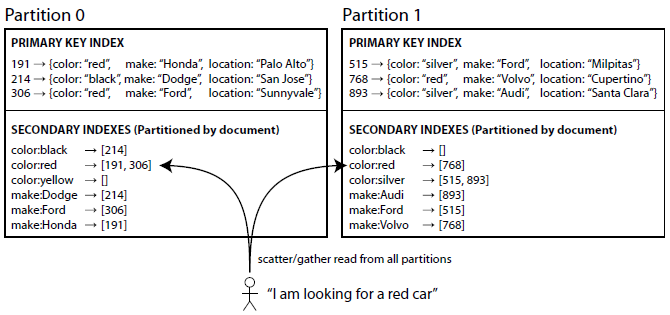 Partition 0
PRIMARY KEY INDEX
191 → {color: “red”, make: “Honda”, location: “Palo Alto”}
214 → {color: “black”, make: “Dodge”, location: “San Jose”}
306 → {color: “red”, make: “Ford”, location: “Sunnyvale”}
SECONDARY INDEXES (Partitioned by document)
color:black → [214]
color:red → [191, 306]
color:yellow → []
make:Dodge → [214]
make:Ford → [306]
make:Honda → [191]
Partition 1
PRIMARY KEY INDEX
515 → {color: “silver”, make: “Ford”, location: “Milpitas”}
768 → {color: “red”, make: “Volvo”, location: “Cupertino”}
893 → {color: “silver”, make: “Audi”, location: “Santa Clara”}
SECONDARY INDEXES (Partitioned by document)
color:black → []
color:red → [768]
color:silver → [515, 893]
make:Audi → [893]
make:Ford → [515]
make:Volvo → [768]
scatter/gather read from all partitions
“I am looking for a red car”